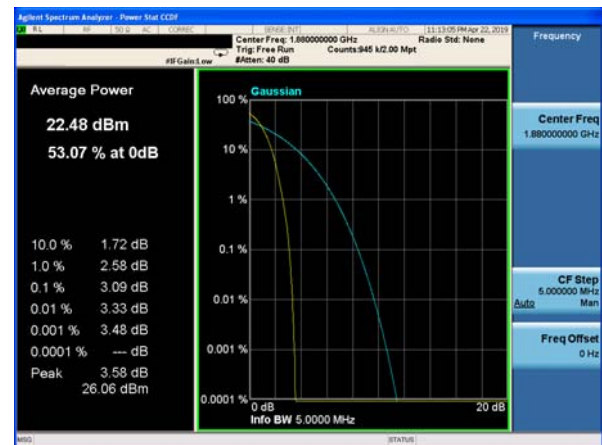 Agilent Spectrum Analyzer - Power Stat CCDF
RL RF 50 Ω AC CORREC SENSE:INT ALIGN AUTO 11:13:05 PM Apr 22, 2019
Center Freq: 1.880000000 GHz Radio Std: None
Trig: Free Run Counts:945 k/2.00 Mpt
#IFGain:Low #Atten: 40 dB
Frequency
Average Power
22.48 dBm
53.07 % at 0dB
10.0 % 1.72 dB
1.0 % 2.58 dB
0.1 % 3.09 dB
0.01 % 3.33 dB
0.001 % 3.48 dB
0.0001 % --- dB
Peak 3.58 dB
26.06 dBm
Gaussian
100 %
10 %
1 %
0.1 %
0.01 %
0.001 %
0.0001 %
0 dB 20 dB
Info BW 5.0000 MHz
Center Freq
1.880000000 GHz
CF Step
5.000000 MHz
Auto Man
Freq Offset
0 Hz
MSG STATUS